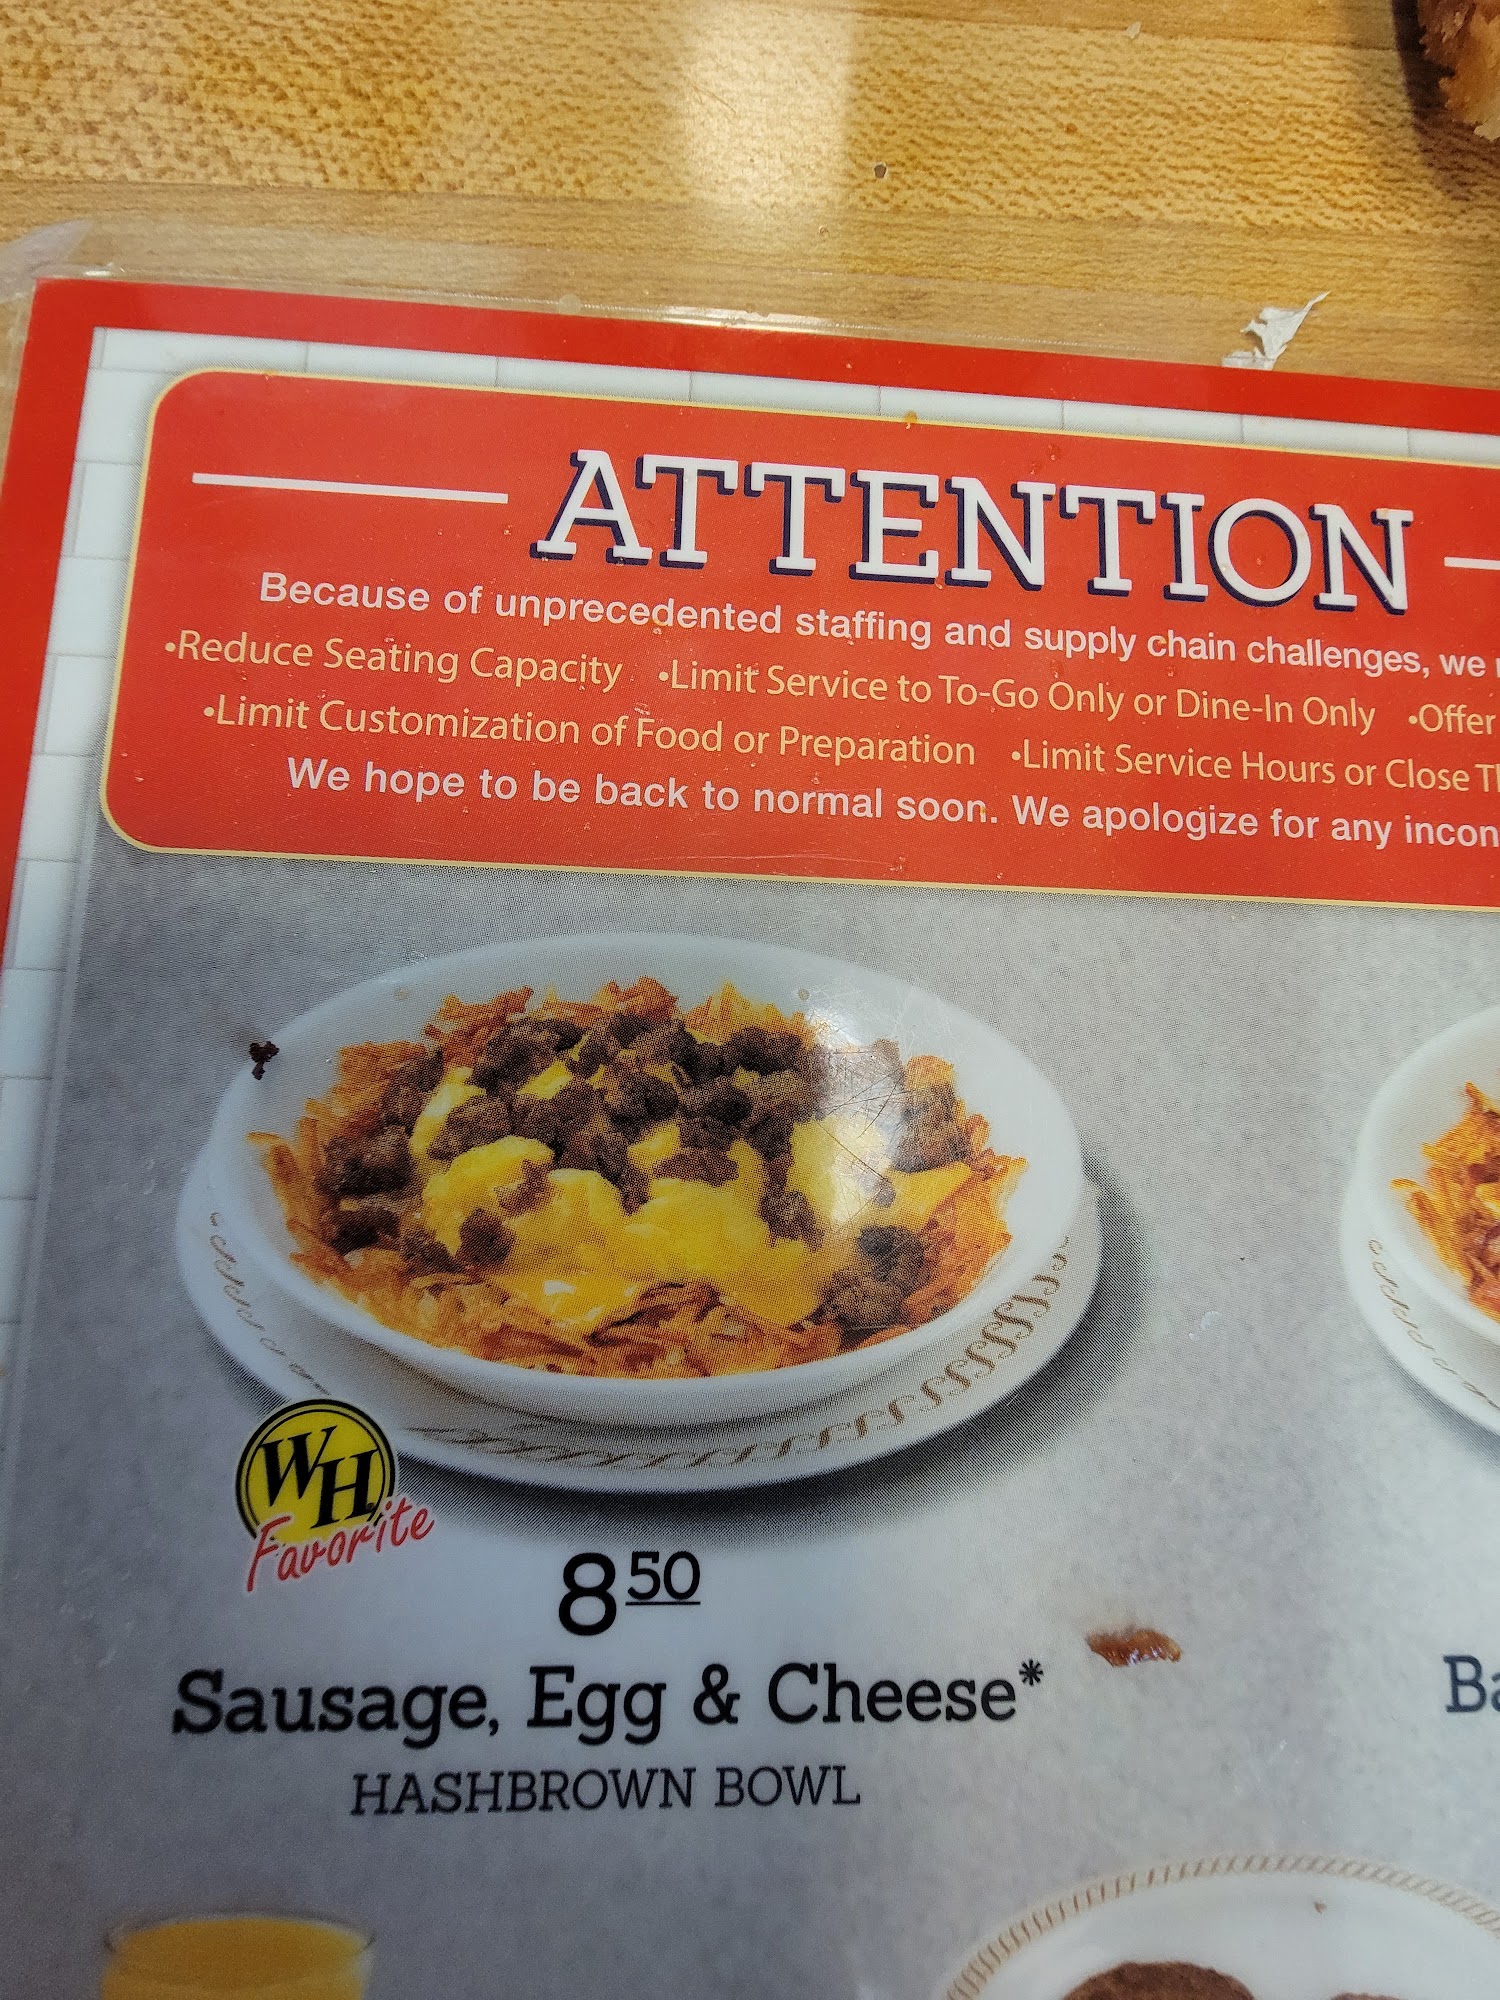 ATTENTION
Because of unprecedented staffing and supply chain challenges, we
•Reduce Seating Capacity •Limit Service to To-Go Only or Dine-In Only •Offer
•Limit Customization of Food or Preparation •Limit Service Hours or Close
We hope to be back to normal soon. We apologize for any
WH
Favorite
8 50
Sausage, Egg & Cheese*
HASHBROWN BOWL